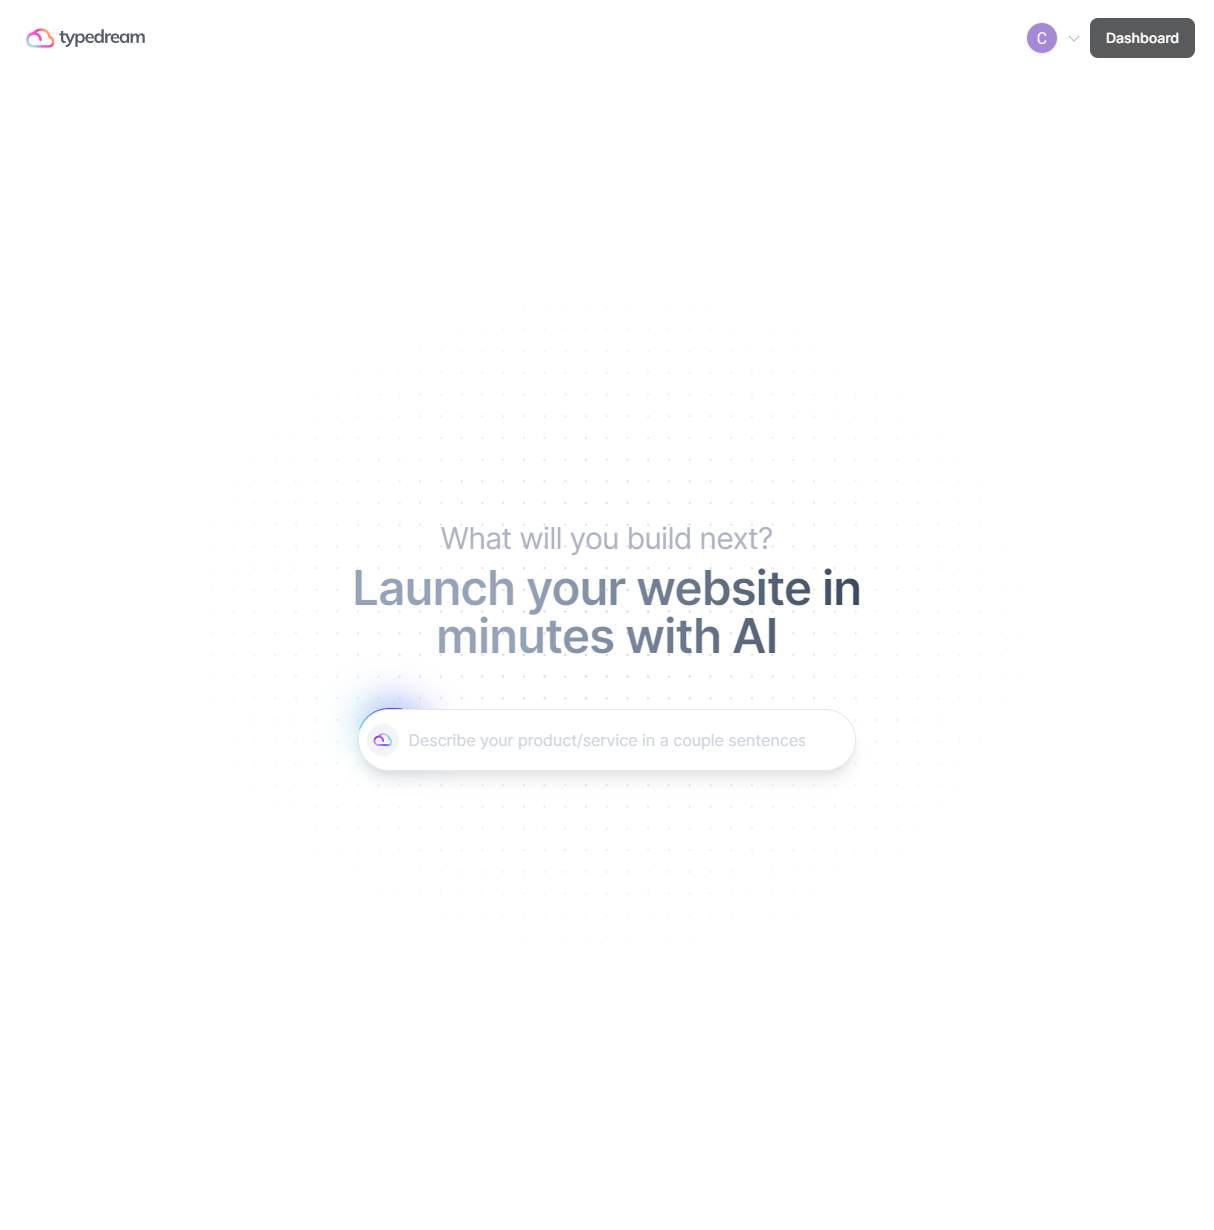 typedream
C
Dashboard
What will you build next?
Launch your website in
minutes with AI
Describe your product/service in a couple sentences